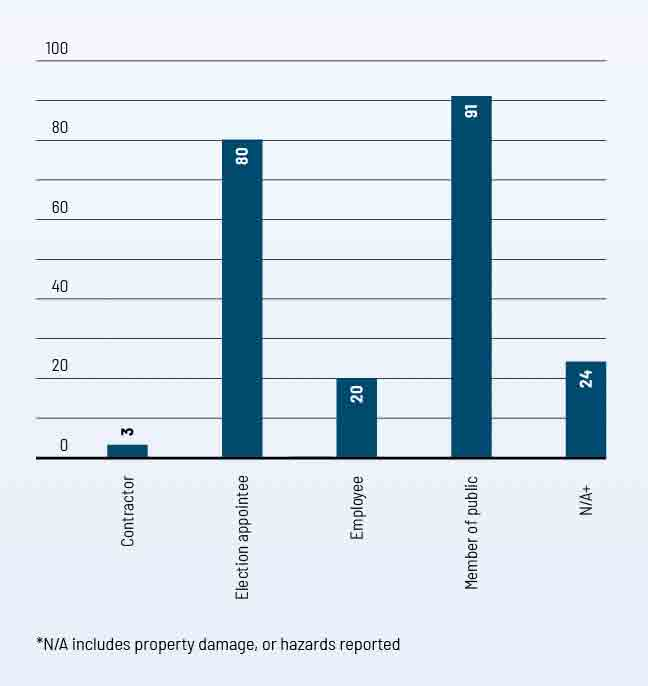 100
80
60
40
20
0
3
80
20
91
24
Contractor
Election appointee
Employee
Member of public
N/A+
*N/A includes property damage, or hazards reported